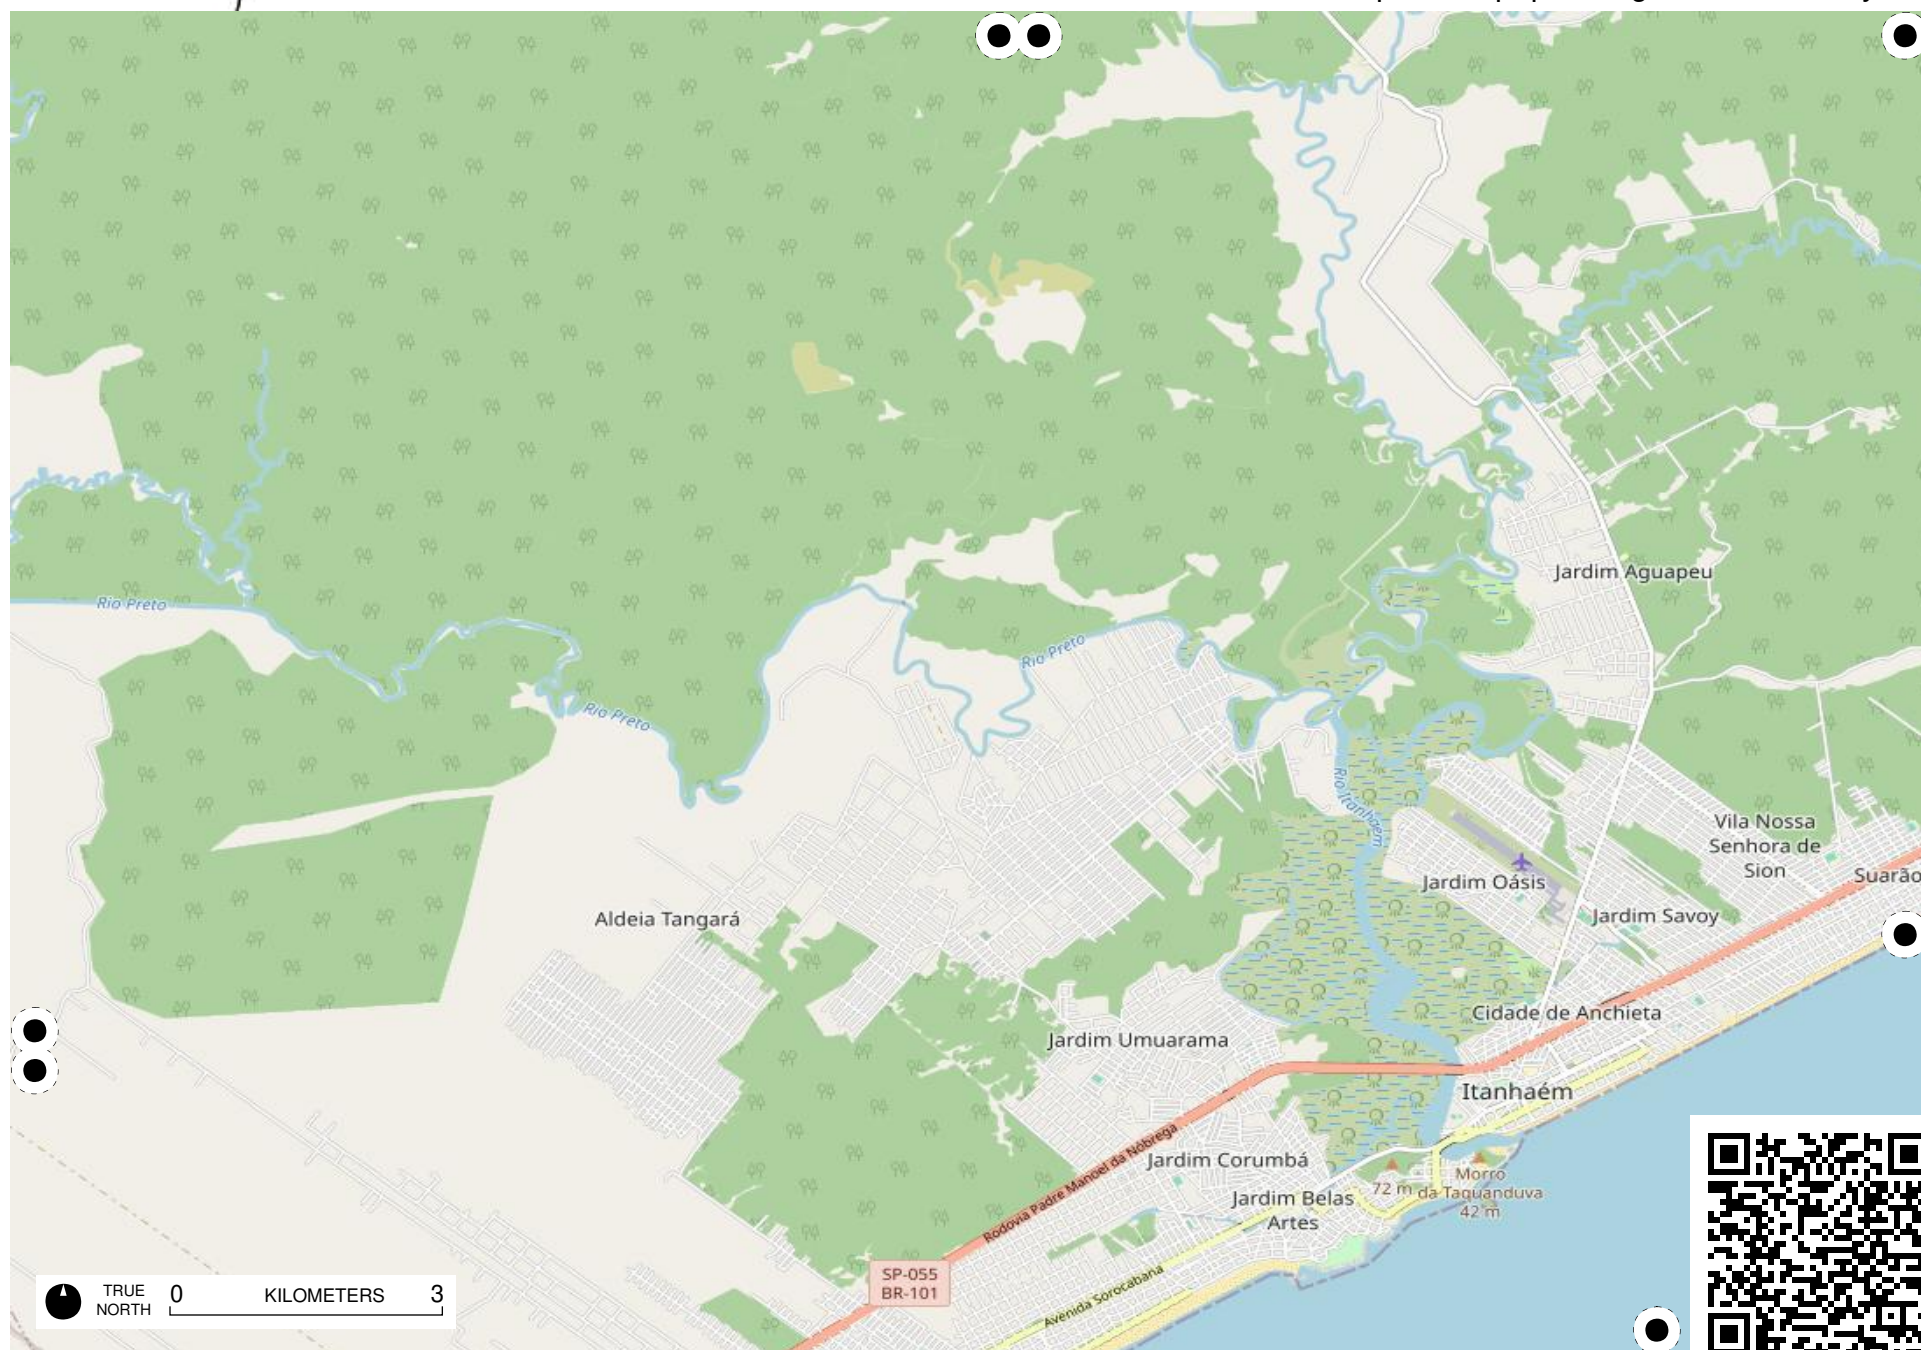 Jardim Aguapeu
Rio Preto
Rio Preto
Rio Preto
Rio Itanhaém
Vila Nossa
Senhora de
Sion
Suarão
Jardim Oásis
Jardim Savoy
Aldeia Tangará
Cidade de Anchieta
Jardim Umuarama
Itanhaém
Rodovia Padre Manoel da Nóbrega
Jardim Corumbá
72 m
Morro
da Taquanduva
42 m
Jardim Belas
Artes
SP-055
BR-101
Avenida Sorocabana
TRUE
NORTH
0 KILOMETERS 3